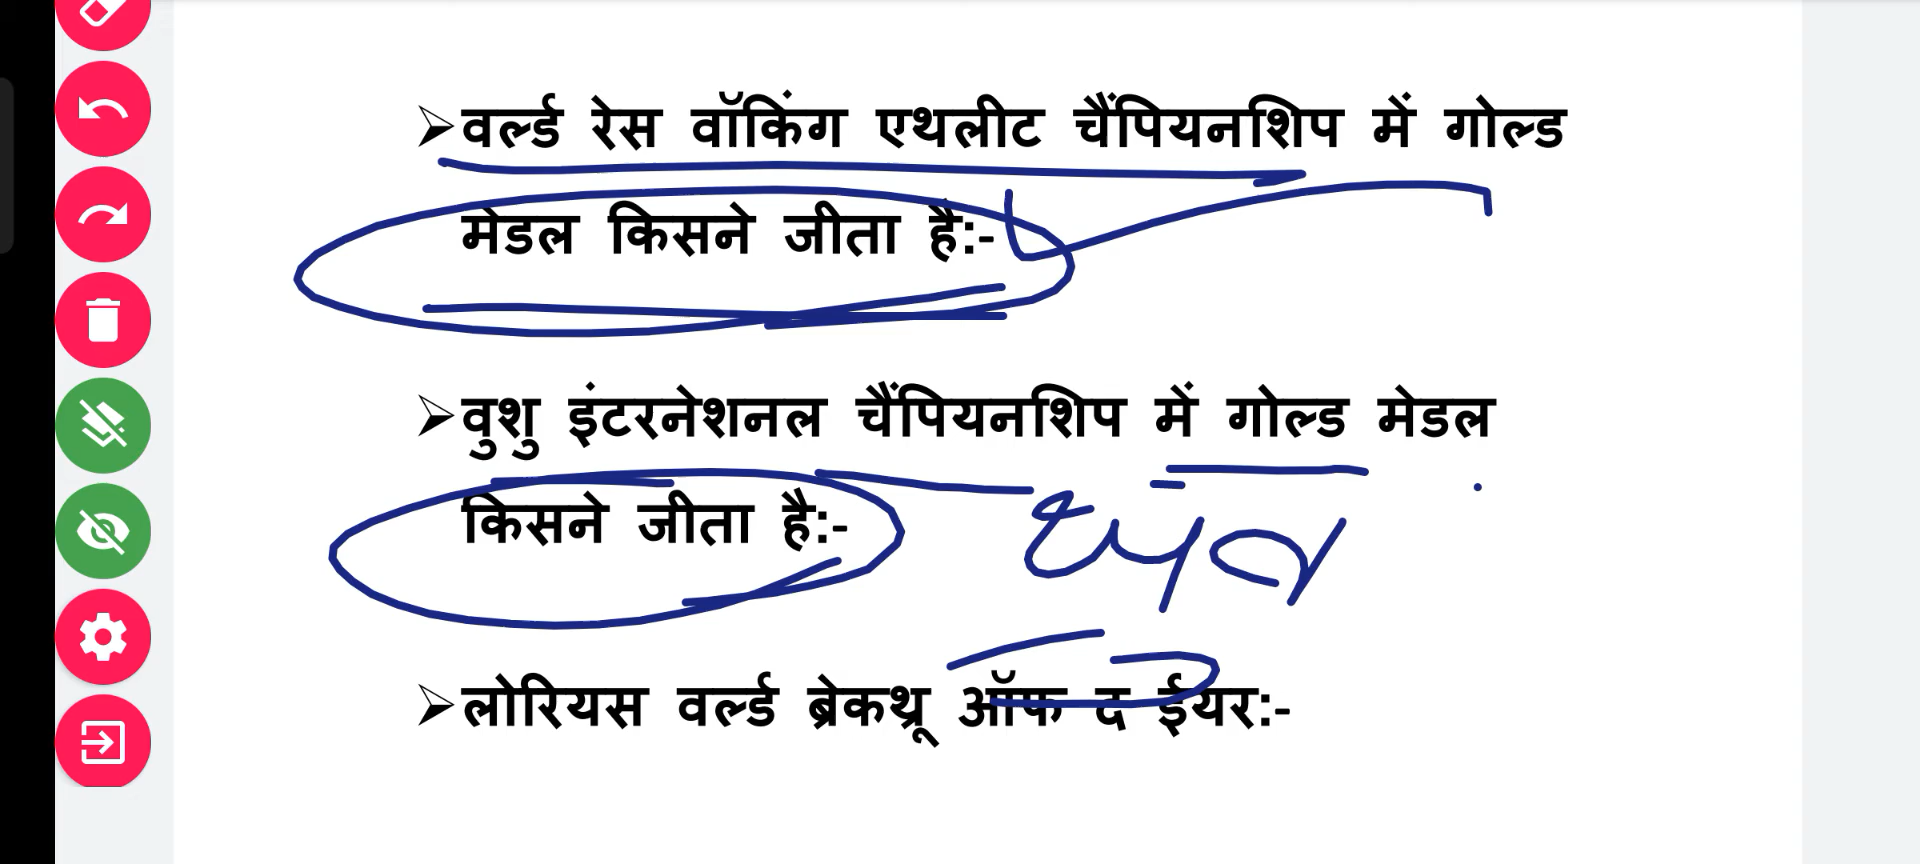 ➢वर्ल्ड रेस वॉकिंग एथलीट चैंपियनशिप में गोल्ड
मेडल किसने जीता है:-
➢वुशु इंटरनेशनल चैंपियनशिप में गोल्ड मेडल
किसने जीता है:-
➢लोरियस वर्ल्ड ब्रेकथ्रू ऑफ द ईयर:-